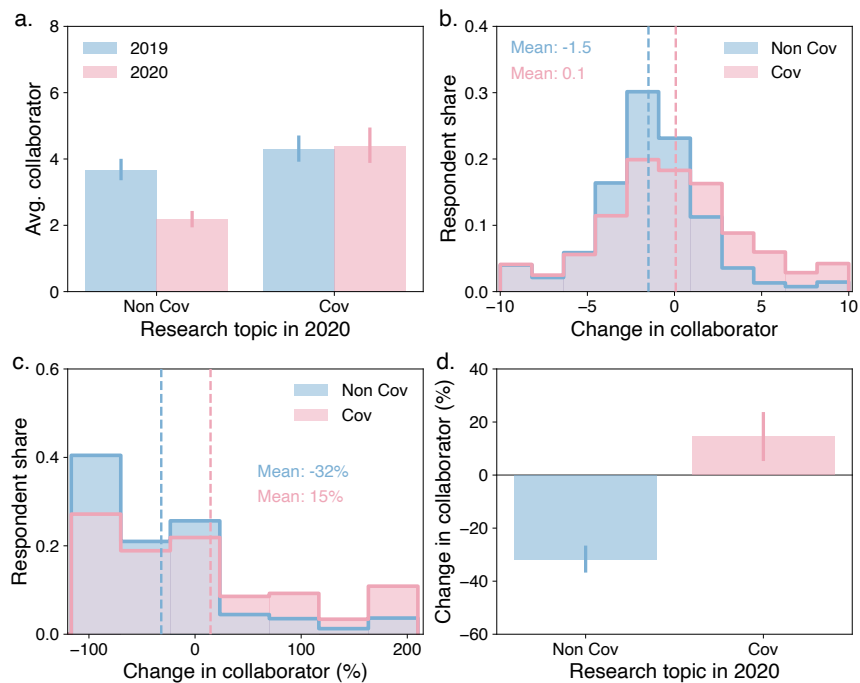 a.
8
6
4
2
0
Avg. collaborator
2019
2020
Non Cov
Cov
Research topic in 2020
b.
0.4
0.3
0.2
0.1
0.0
Respondent share
Mean: -1.5
Mean: 0.1
Non Cov
Cov
−10
−5
0
5
10
Change in collaborator
c.
0.6
0.4
0.2
0.0
Respondent share
Non Cov
Cov
Mean: -32%
Mean: 15%
−100
0
100
200
Change in collaborator (%)
d.
40
20
0
−20
−40
−60
Change in collaborator (%)
Non Cov
Cov
Research topic in 2020